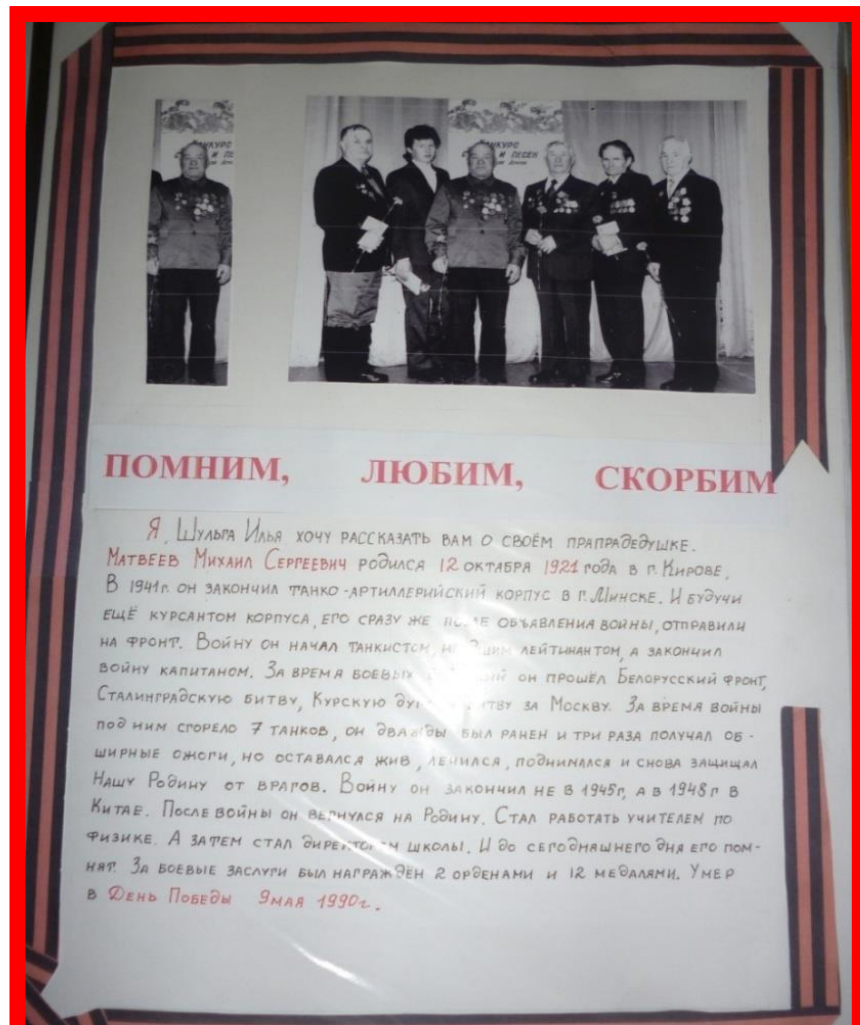 КОНКУРС
И ПЕСЕН
ПОМНИМ, ЛЮБИМ, СКОРБИМ
Я, Шульга Илья хочу рассказать вам о своём прапрадедушке.
Матвеев Михаил Сергеевич родился 12 октября 1921 года в г. Кирове.
В 1941г. он закончил танко-артиллерийский корпус в г. Минске. И будучи
ещё курсантом корпуса, его сразу же после объявления войны, отправили
на фронт. Войну он начал танкистом, лейтинантом, а закончил
войну капитаном. За время боевых он прошёл Белорусский фронт,
Сталинградскую битву, Курскую битву за Москву. За время войны
под ним сгорело 7 танков, он дважды был ранен и три раза получал об-
ширные ожоги, но оставался жив, лечился, поднимался и снова защищал
Нашу Родину от врагов. Войну он закончил не в 1945г, а в 1948г в
Китае. После войны он вернулся на Родину. Стал работать учителем по
физике. А затем стал директором школы. И до сегодняшнего дня его пом-
нят. За боевые заслуги был награждён 2 орденами и 12 медалями. Умер
в День Победы 9 мая 1990г.